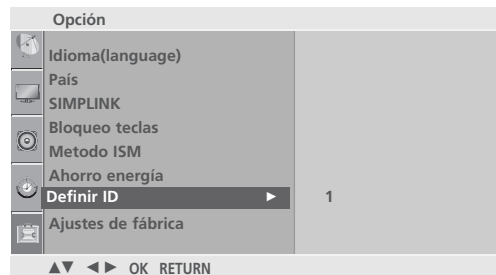 Opción
Idioma(language)
País
SIMPLINK
Bloqueo teclas
Metodo ISM
Ahorro energía
Definir ID ► 1
Ajustes de fábrica
▲▼ ◄► OK RETURN